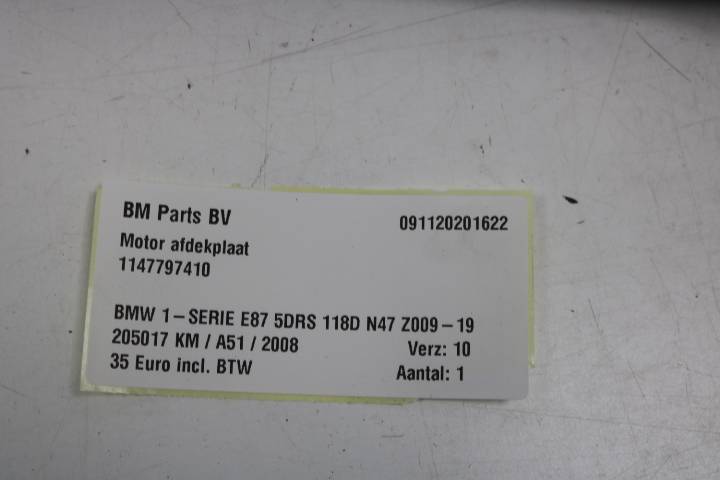 BM Parts BV 091120201622
Motor afdekplaat
1147797410
BMW 1-SERIE E87 5DRS 118D N47 Z009-19
205017 KM / A51 / 2008 Verz: 10
35 Euro incl. BTW Aantal: 1